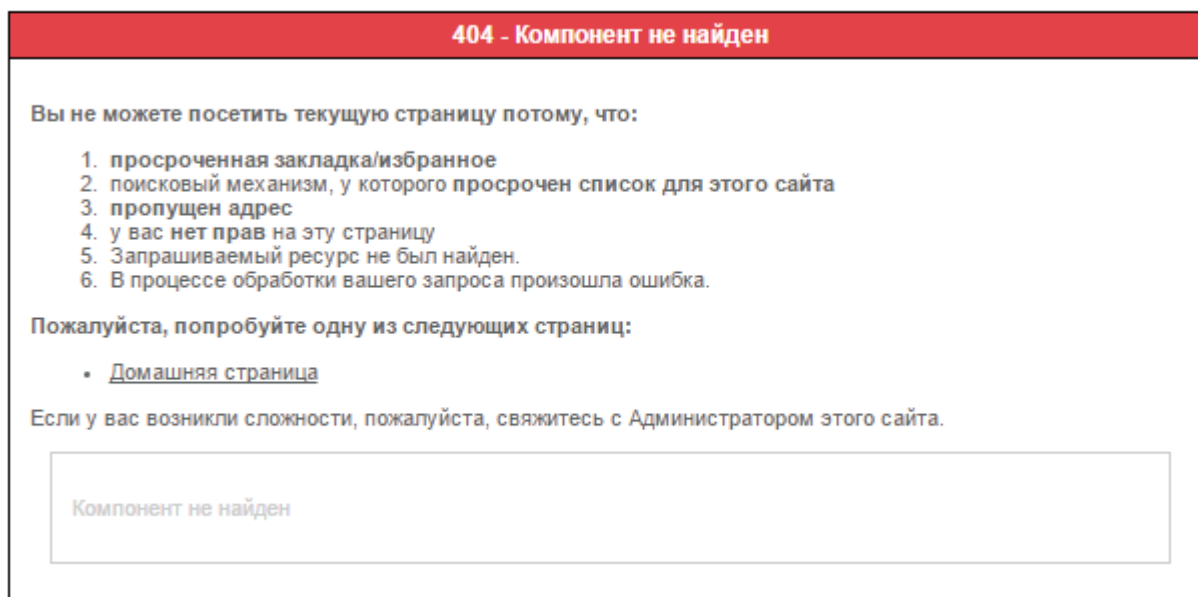 404 - Компонент не найден
Вы не можете посетить текущую страницу потому, что:
1. просроченная закладка/избранное
2. поисковый механизм, у которого просрочен список для этого сайта
3. пропущен адрес
4. у вас нет прав на эту страницу
5. Запрашиваемый ресурс не был найден.
6. В процессе обработки вашего запроса произошла ошибка.
Пожалуйста, попробуйте одну из следующих страниц:
• Домашняя страница
Если у вас возникли сложности, пожалуйста, свяжитесь с Администратором этого сайта.
Компонент не найден